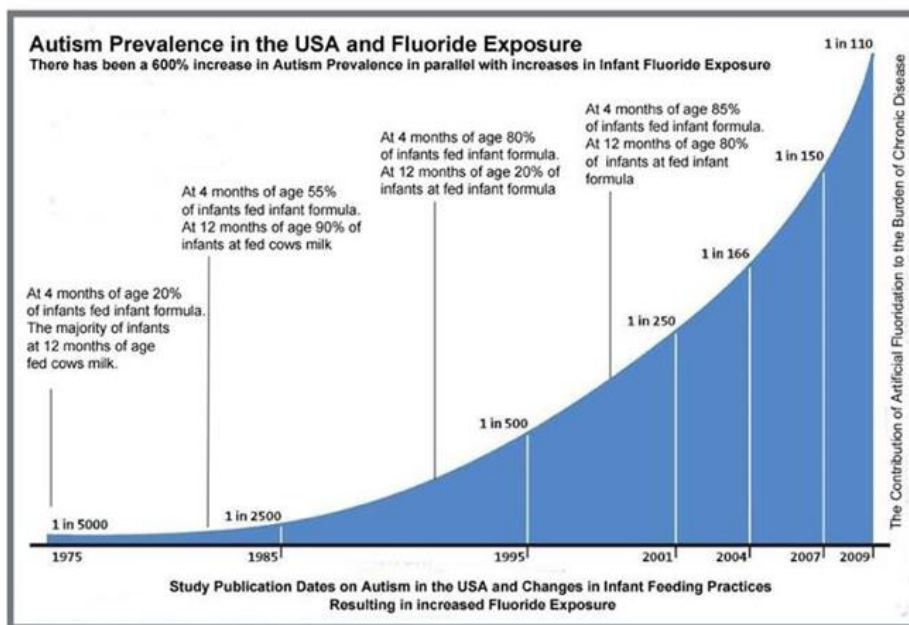 Autism Prevalence in the USA and Fluoride Exposure
There has been a 600% increase in Autism Prevalence in parallel with increases in Infant Fluoride Exposure
1 in 110
At 4 months of age 85%
of infants fed infant formula.
At 12 months of age 80%
of infants at fed infant
formula
At 4 months of age 80%
of infants fed infant formula.
At 12 months of age 20% of
infants at fed infant formula
1 in 150
At 4 months of age 55%
of infants fed infant formula.
At 12 months of age 90% of
infants at fed cows milk
1 in 166
At 4 months of age 20%
of infants fed infant formula.
The majority of infants
at 12 months of age
fed cows milk.
1 in 250
1 in 500
1 in 5000
1 in 2500
1975
1985
1995
2001
2004
2007
2009
Study Publication Dates on Autism in the USA and Changes in Infant Feeding Practices
Resulting in increased Fluoride Exposure
The Contribution of Artificial Fluoridation to the Burden of Chronic Disease